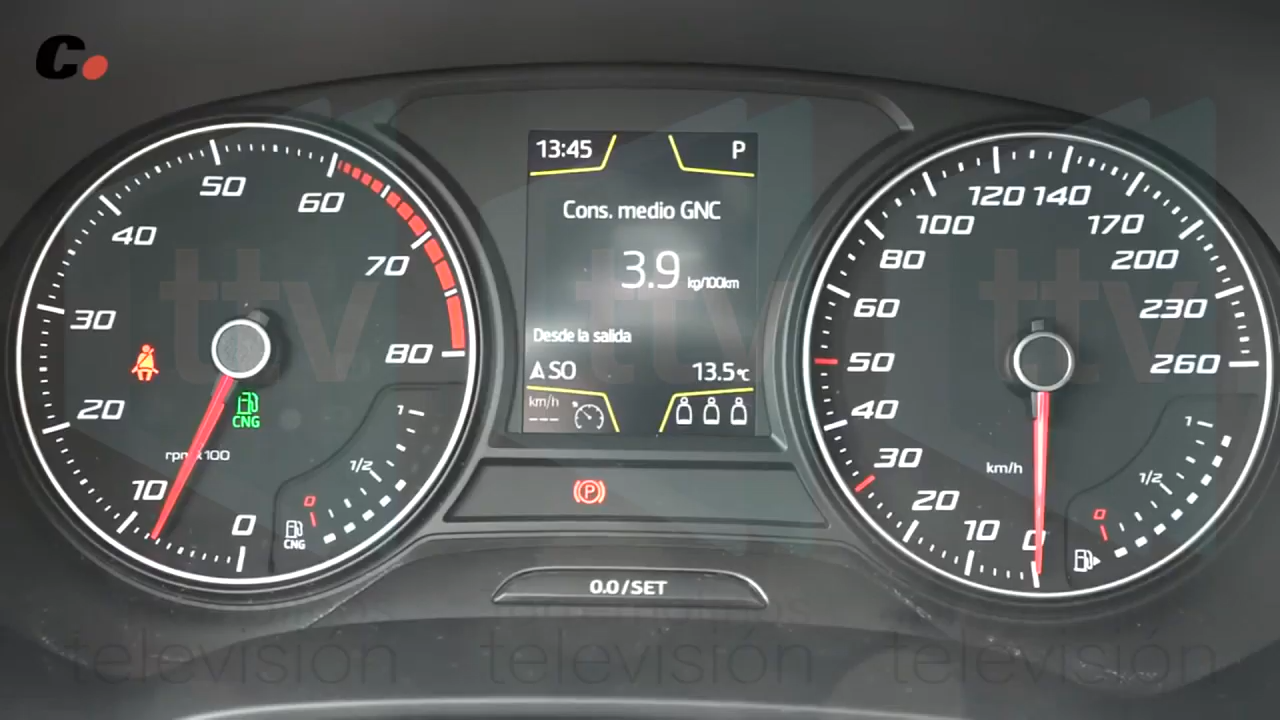 C.
13:45
P
Cons. medio GNC
3.9 kg/100km
Desde la salida
SO
13.5°C
km/h
---
0
10
20
30
40
50
60
70
80
rpm x 100
CNG
1
1/2
0
CNG
0
10
20
30
40
50
60
80
100
120
140
170
200
230
260
km/h
1
1/2
0
P
0.0/SET
ttv
ttv
ttv
televisión
televisión
televisión